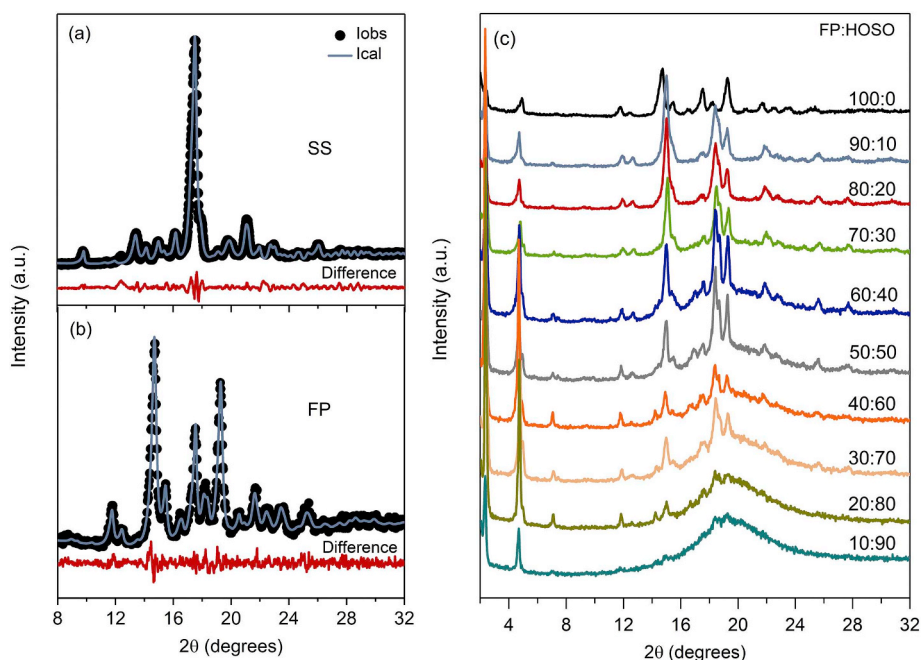 (a)
Iobs
Ical
SS
Difference
(b)
FP
Difference
8 12 16 20 24 28 32
2θ (degrees)
Intensity (a.u.)
(c)
FP:HOSO
100:0
90:10
80:20
70:30
60:40
50:50
40:60
30:70
20:80
10:90
4 8 12 16 20 24 28 32
2θ (degrees)
Intensity (a.u.)